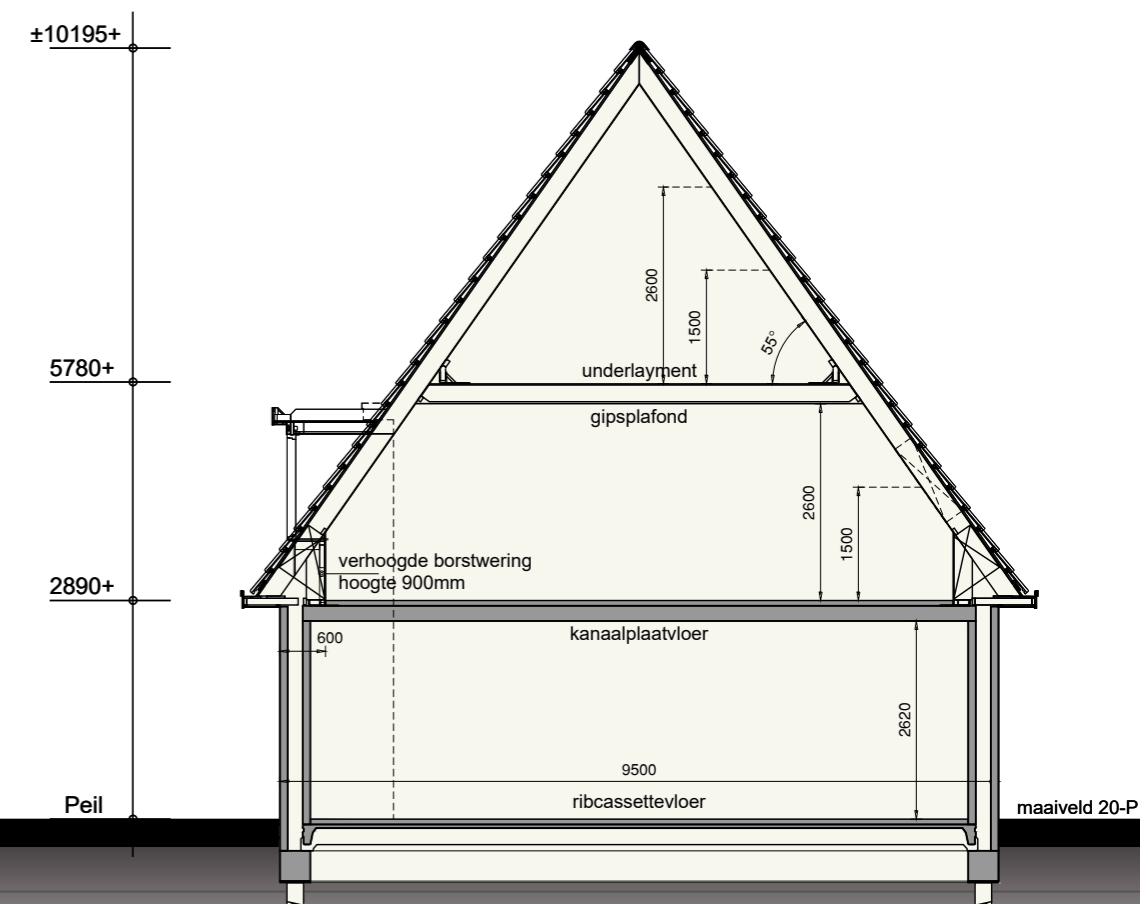 ±10195+
2600
1500
55°
5780+
underlayment
gipsplafond
2600
1500
verhoogde borstwering
hoogte 900mm
2890+
kanaalplaatvloer
600
2620
9500
Peil
ribcassettevloer
maaiveld 20-P